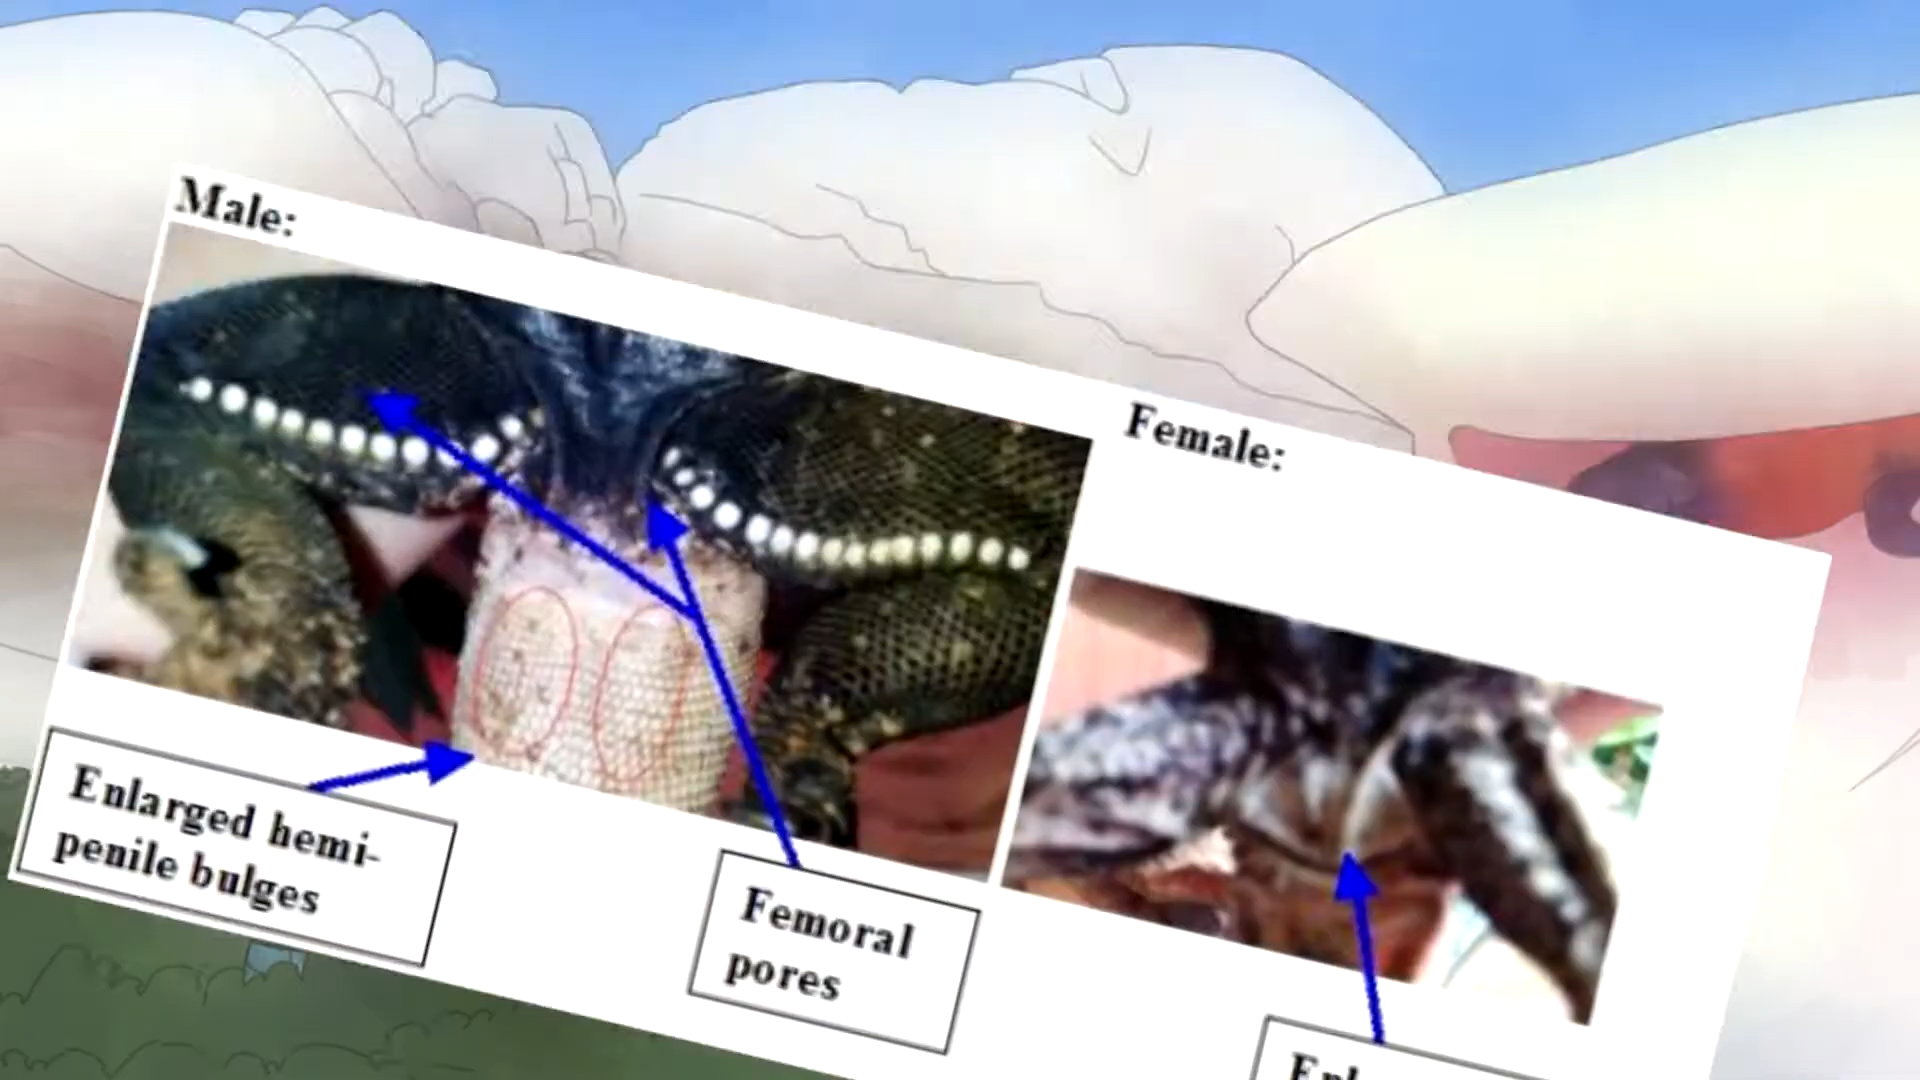 Male:
Female:
Enlarged hemi-
penile bulges
Femoral
pores